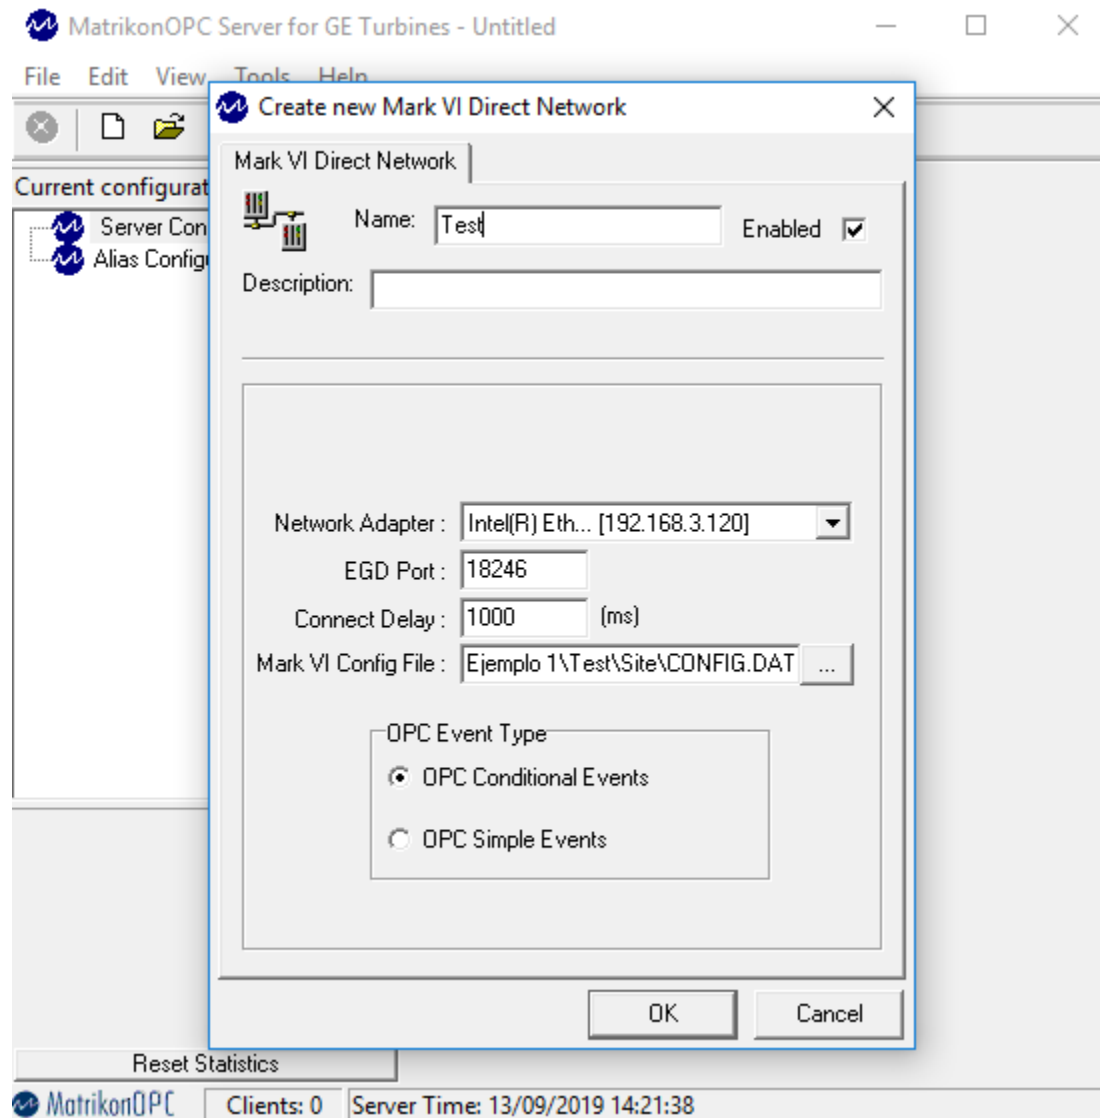 MatrikonOPC Server for GE Turbines - Untitled
File Edit View Tools Help
Create new Mark VI Direct Network
Mark VI Direct Network
Current configurat
Server Con
Alias Config
Name: Test Enabled
Description:
Network Adapter : Intel(R) Eth... [192.168.3.120]
EGD Port : 18246
Connect Delay : 1000 (ms)
Mark VI Config File : Ejemplo 1\Test\Site\CONFIG.DAT ...
OPC Event Type
OPC Conditional Events
OPC Simple Events
OK Cancel
Reset Statistics
MatrikonOPC Clients: 0 Server Time: 13/09/2019 14:21:38